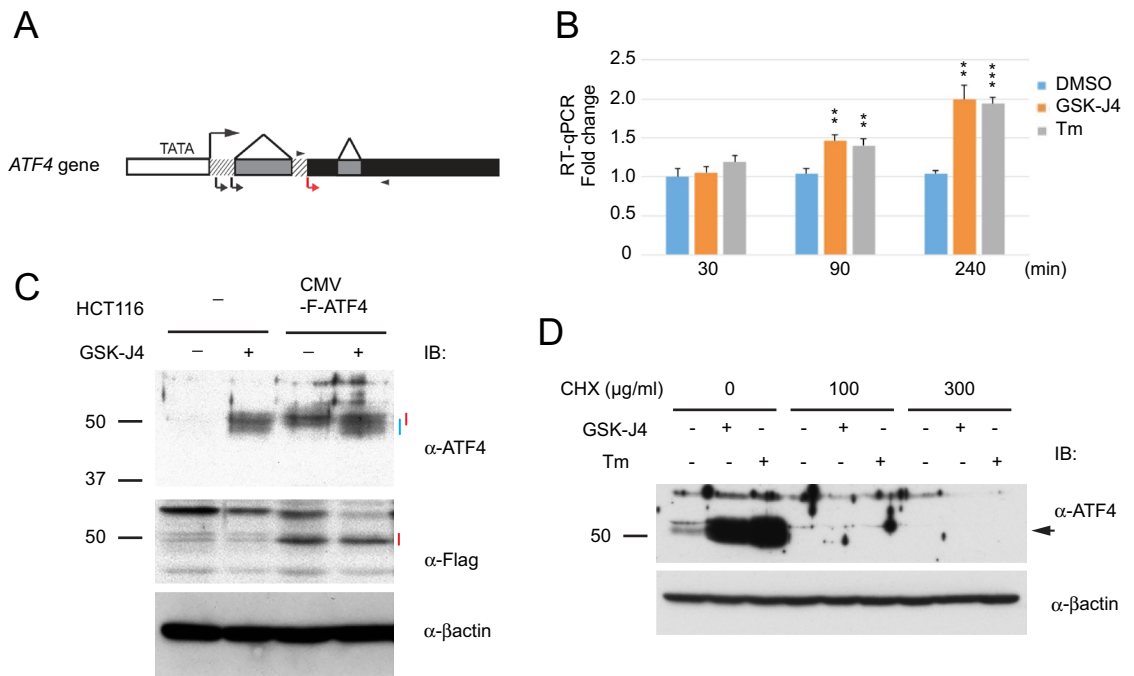 A
TATA
ATF4 gene
B
RT-qPCR
Fold change
2.5
2.0
1.5
1.0
0.5
0
** **
** ***
30 90 240 (min)
DMSO
GSK-J4
Tm
C
HCT116 – CMV
-F-ATF4
GSK-J4 – + – + IB:
50
37
α-ATF4
50
α-Flag
α-βactin
D
CHX (μg/ml) 0 100 300
GSK-J4 - + - - + - - + -
Tm - - + - - + - - + IB:
50
α-ATF4
α-βactin